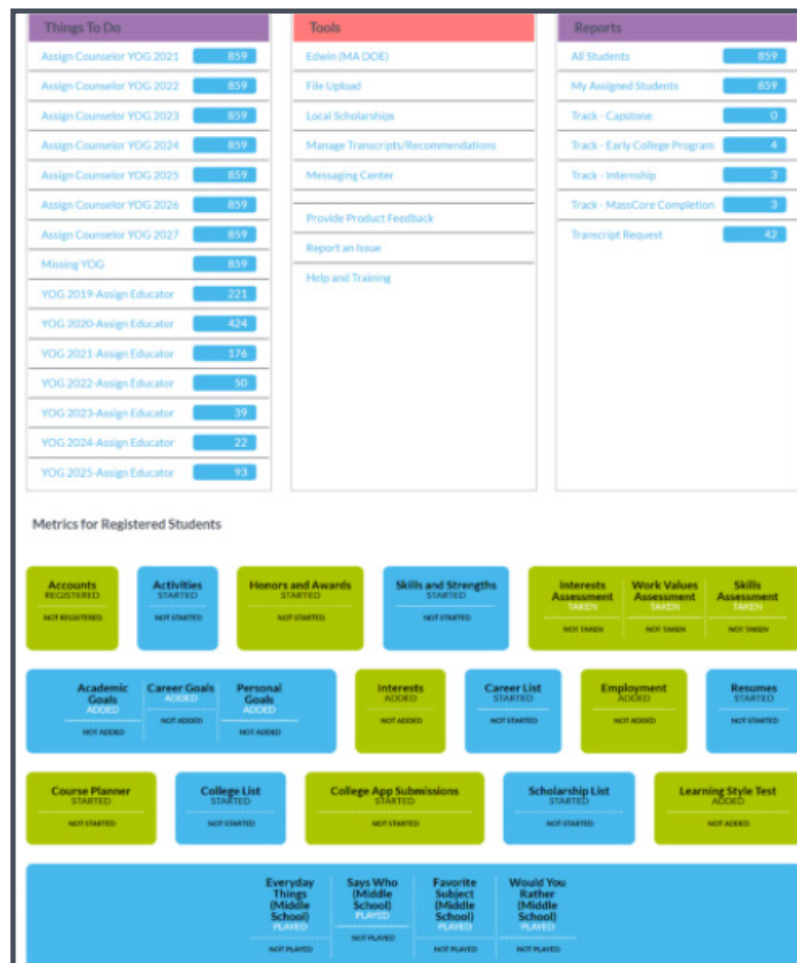 Things To Do
Assign Counselor YOG 2021 859
Assign Counselor YOG 2022 859
Assign Counselor YOG 2023 859
Assign Counselor YOG 2024 859
Assign Counselor YOG 2025 859
Assign Counselor YOG 2026 859
Assign Counselor YOG 2027 859
Missing YOG 859
YOG 2019-Assign Educator 221
YOG 2020-Assign Educator 424
YOG 2021-Assign Educator 176
YOG 2022-Assign Educator 50
YOG 2023-Assign Educator 39
YOG 2024-Assign Educator 22
YOG 2025-Assign Educator 93
Tools
Edwin (MA DOE)
File Upload
Local Scholarships
Manage Transcripts/Recommendations
Messaging Center
Provide Product Feedback
Report an Issue
Help and Training
Reports
All Students 859
My Assigned Students 859
Track - Capstone 0
Track - Early College Program 4
Track - Internship 3
Track - MassCore Completion 3
Transcript Request 42
Metrics for Registered Students
Accounts
REGISTERED
NOT REGISTERED
Activities
STARTED
NOT STARTED
Honors and Awards
STARTED
NOT STARTED
Skills and Strengths
STARTED
NOT STARTED
Interests
Assessment
TAKEN
NOT TAKEN
Work Values
Assessment
TAKEN
NOT TAKEN
Skills
Assessment
TAKEN
NOT TAKEN
Academic
Goals
ADDED
NOT ADDED
Career Goals
ADDED
NOT ADDED
Personal
Goals
ADDED
NOT ADDED
Interests
ADDED
NOT ADDED
Career List
STARTED
NOT STARTED
Employment
ADDED
NOT ADDED
Resumes
STARTED
NOT STARTED
Course Planner
STARTED
NOT STARTED
College List
STARTED
NOT STARTED
College App Submissions
STARTED
NOT STARTED
Scholarship List
STARTED
NOT STARTED
Learning Style Test
ADDED
NOT ADDED
Everyday
Things
(Middle
School)
PLAYED
NOT PLAYED
Says Who
(Middle
School)
PLAYED
NOT PLAYED
Favorite
Subject
(Middle
School)
PLAYED
NOT PLAYED
Would You
Rather
(Middle
School)
PLAYED
NOT PLAYED